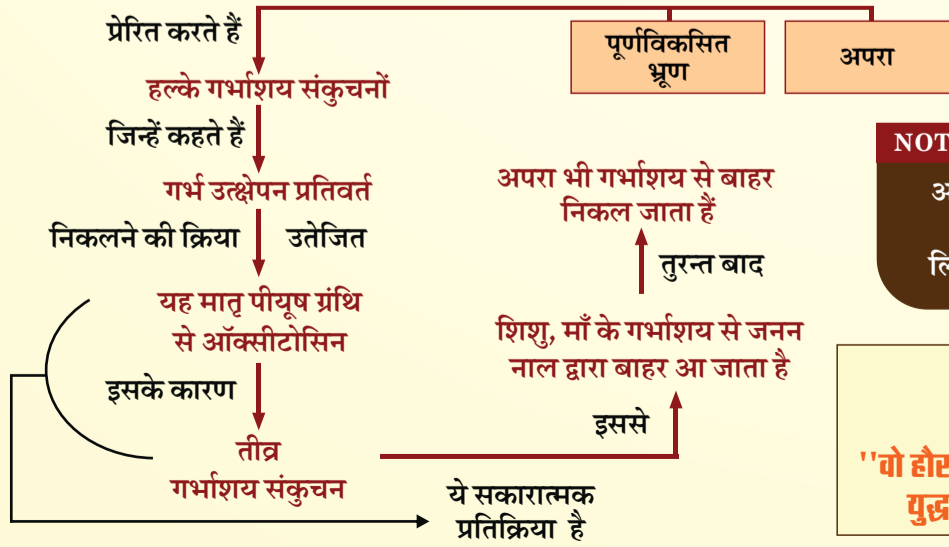 पूर्णविकसित
भ्रूण
अपरा
प्रेरित करते हैं
हल्के गर्भाशय संकुचनों
जिन्हें कहते हैं
गर्भ उत्क्षेपन प्रतिवर्त
निकलने की क्रिया उतेजित
यह मातृ पीयूष ग्रंथि
से ऑक्सीटोसिन
इसके कारण
तीव्र
गर्भाशय संकुचन
ये सकारात्मक
प्रतिक्रिया है
इससे
शिशु, माँ के गर्भाशय से जनन
नाल द्वारा बाहर आ जाता है
तुरन्त बाद
अपरा भी गर्भाशय से बाहर
निकल जाता हैं
NOT
''वो
युद्ध